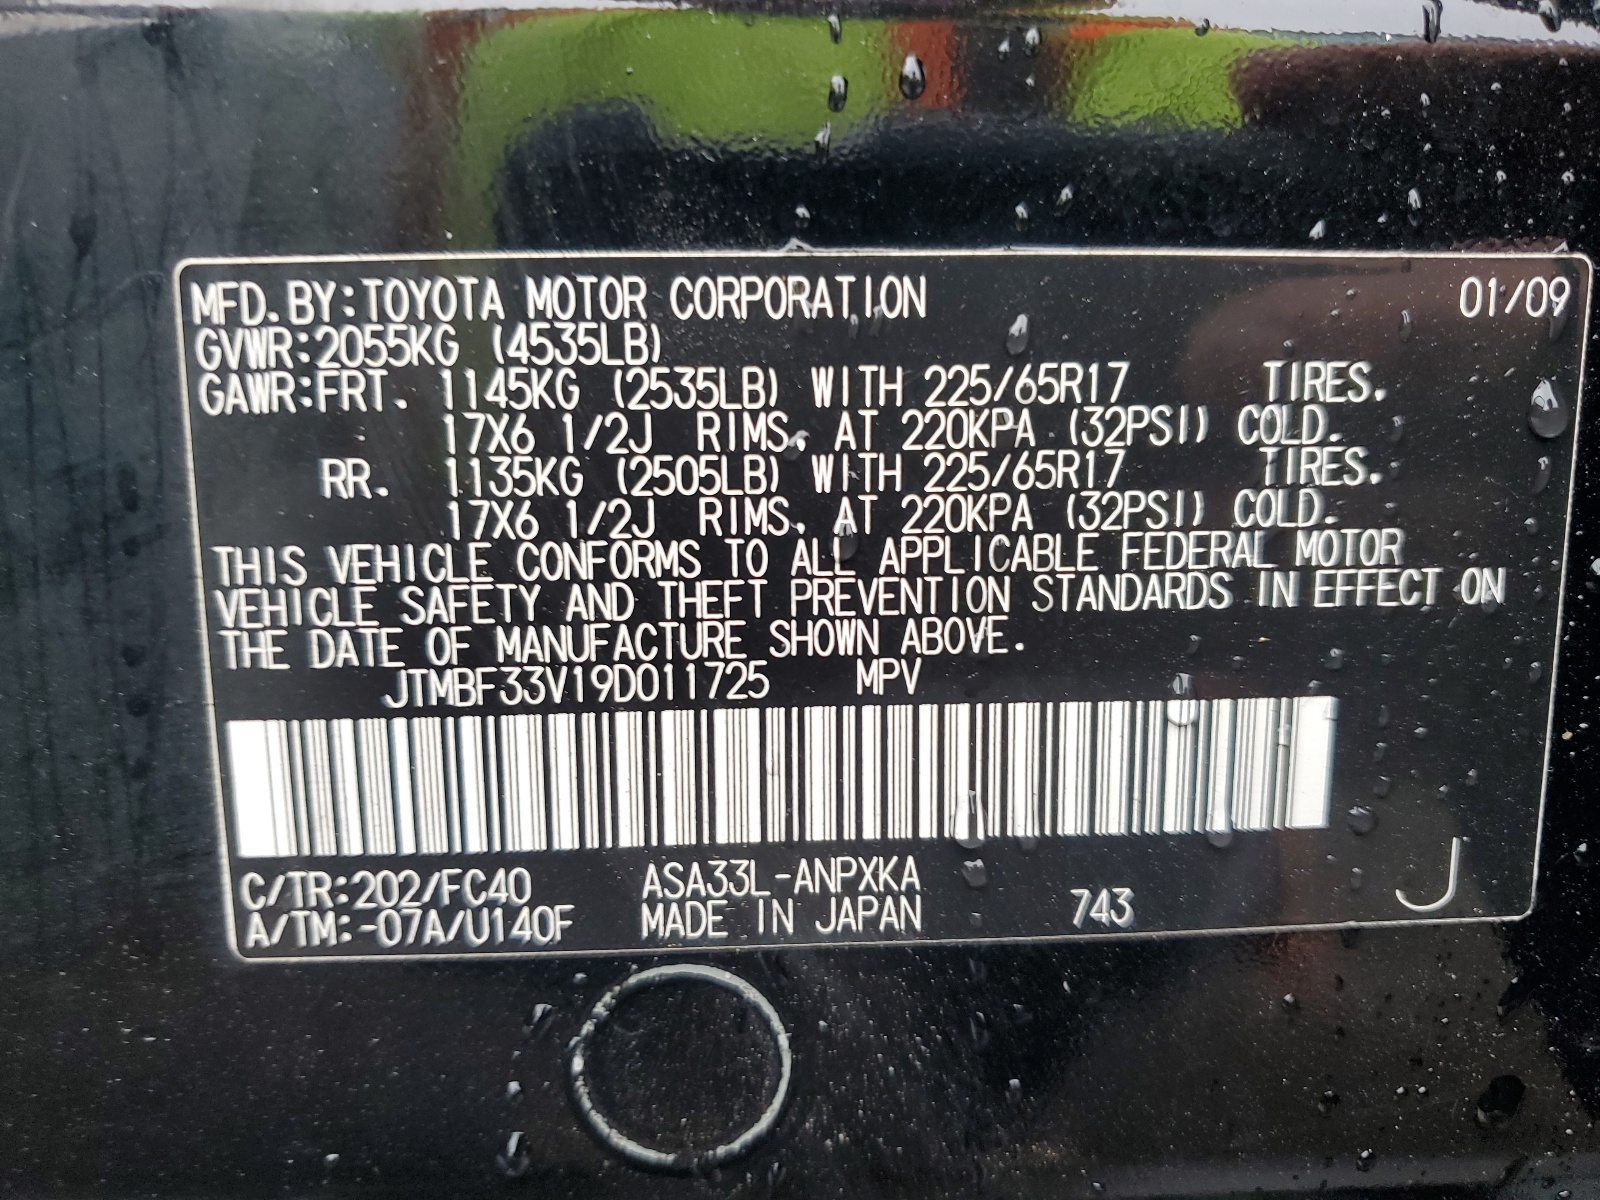 MFD.BY:TOYOTA MOTOR CORPORATION 01/09
GVWR:2055KG (4535LB)
GAWR:FRT. 1145KG (2535LB) WITH 225/65R17 TIRES.
17X6 1/2J RIMS, AT 220KPA (32PSI) COLD.
RR. 1135KG (2505LB) WITH 225/65R17 TIRES.
17X6 1/2J RIMS, AT 220KPA (32PSI) COLD.
THIS VEHICLE CONFORMS TO ALL APPLICABLE FEDERAL MOTOR
VEHICLE SAFETY AND THEFT PREVENTION STANDARDS IN EFFECT ON
THE DATE OF MANUFACTURE SHOWN ABOVE.
JTMBF33V19D011725 MPV
C/TR:202/FC40 ASA33L-ANPXKA
A/TM:-07A/U140F MADE IN JAPAN 743 J